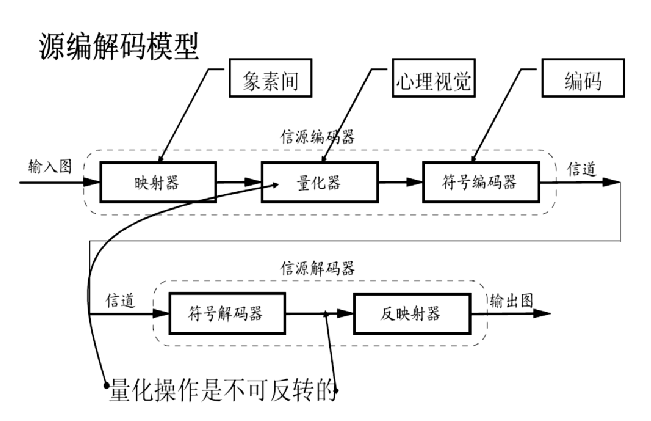 源编解码模型
象素间
心理视觉
编码
信源编码器
输入图
映射器
量化器
符号编码器
信道
信源解码器
信道
符号解码器
反映射器
输出图
量化操作是不可反转的